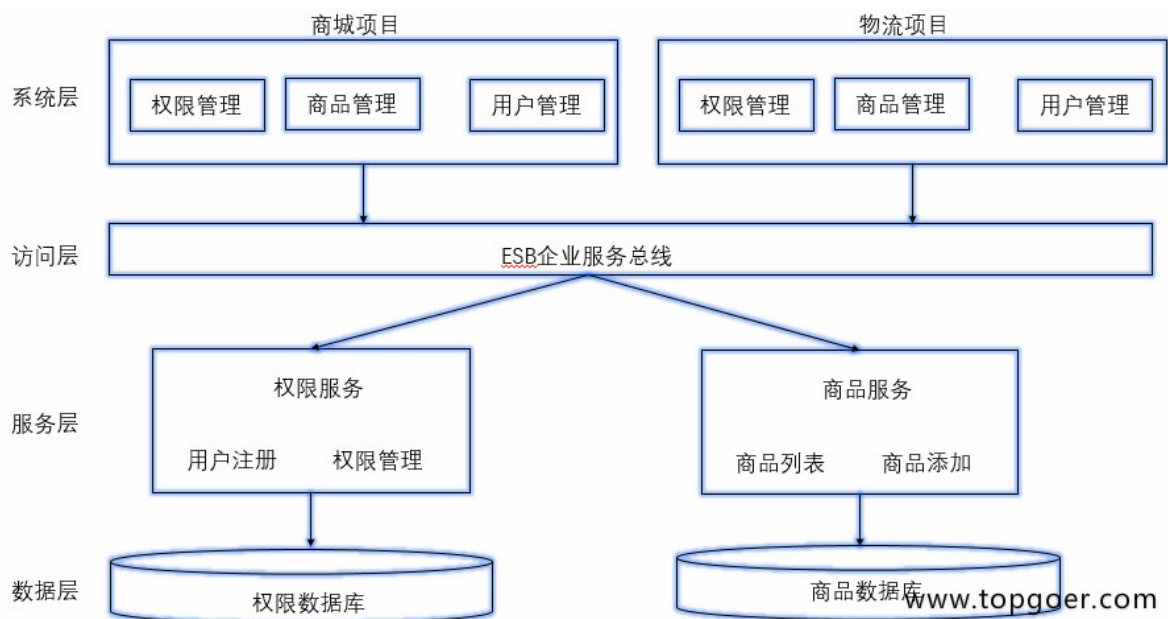 商城项目 物流项目
系统层 权限管理 商品管理 用户管理 权限管理 商品管理 用户管理
访问层 ESB企业服务总线
权限服务 商品服务
服务层
用户注册 权限管理 商品列表 商品添加
数据层 权限数据库 商品数据库
www.topgoer.com